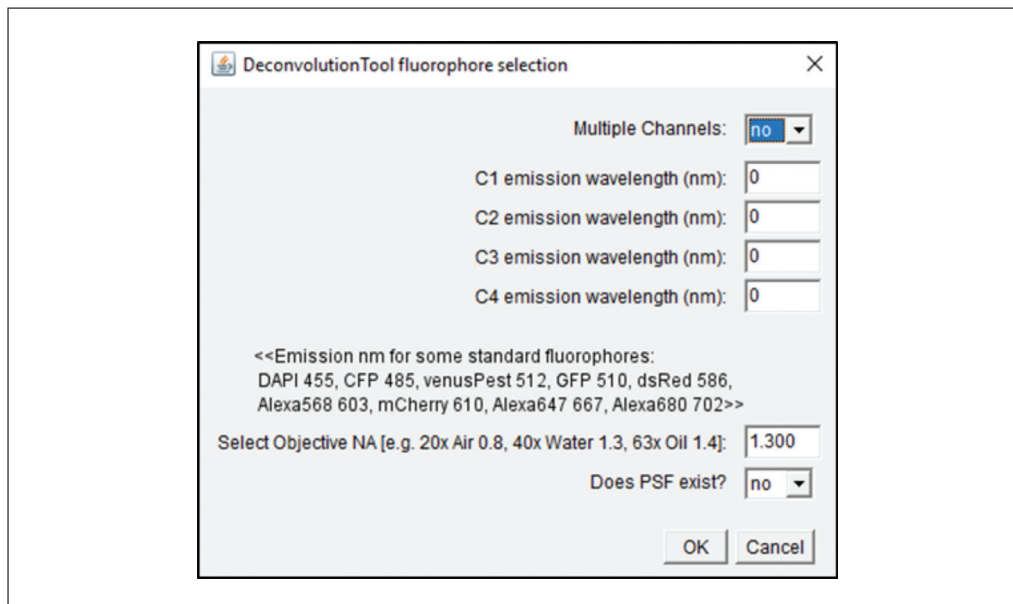 DeconvolutionTool fluorophore selection
Multiple Channels: no
C1 emission wavelength (nm): 0
C2 emission wavelength (nm): 0
C3 emission wavelength (nm): 0
C4 emission wavelength (nm): 0
<<Emission nm for some standard fluorophores:
DAPI 455, CFP 485, venusPest 512, GFP 510, dsRed 586,
Alexa568 603, mCherry 610, Alexa647 667, Alexa680 702>>
Select Objective NA [e.g. 20x Air 0.8, 40x Water 1.3, 63x Oil 1.4]: 1.300
Does PSF exist? no
OK Cancel